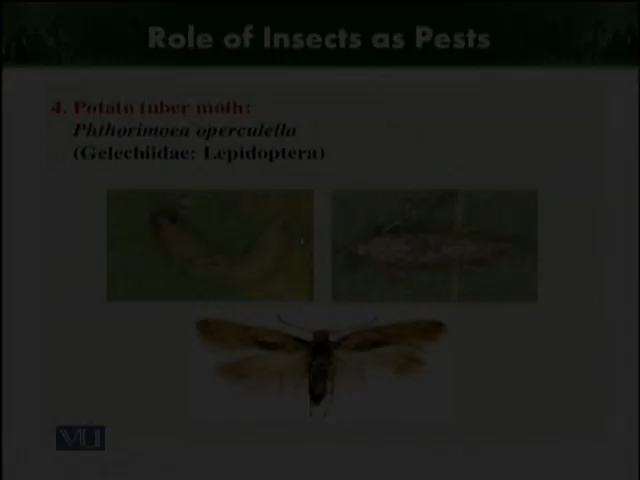 Role of Insects as Pests
4. Potato tuber moth:
Phthorimoea operculella
(Gelechiidae: Lepidoptera)
VU